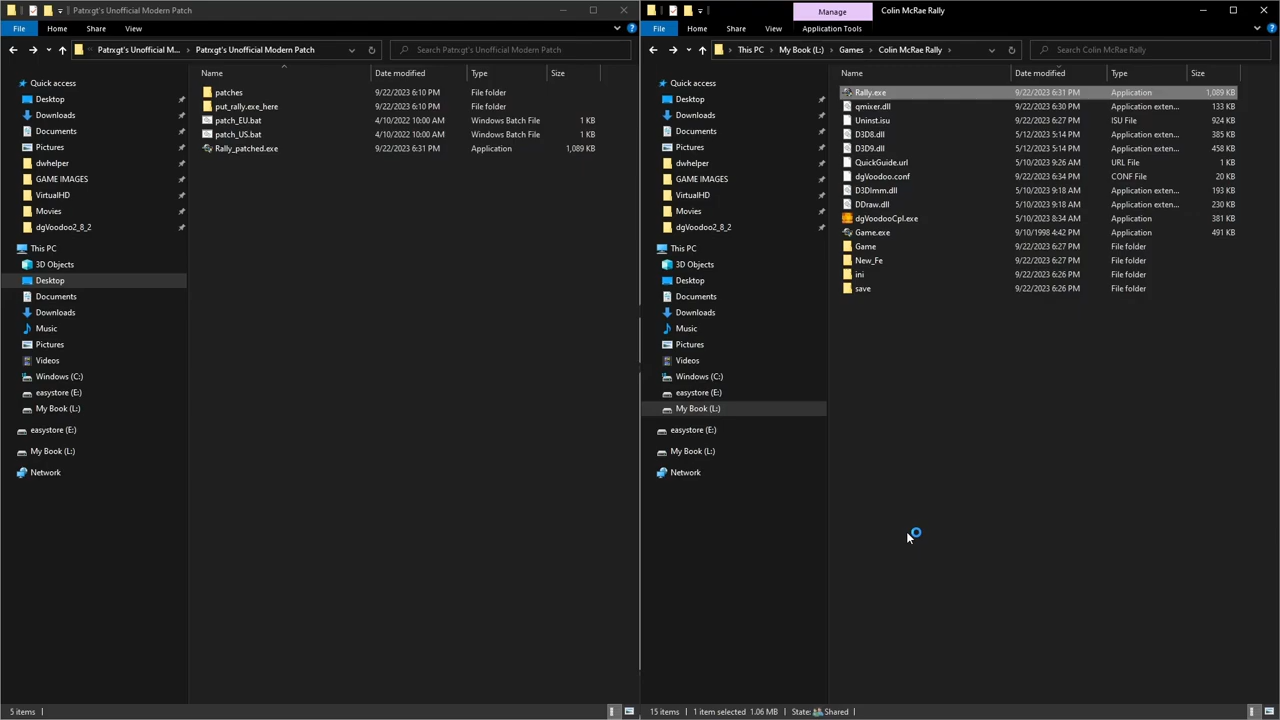 Patrxgt's Unofficial Modern Patch
File Home Share View
Patrxgt's Unofficial M... Patrxgt's Unofficial Modern Patch Search Patrxgt's Unofficial Modern Patch
Name Date modified Type Size
Quick access
Desktop
Downloads
Documents
Pictures
dwhelper
GAME IMAGES
VirtualHD
Movies
dgVoodoo2_8_2
This PC
3D Objects
Desktop
Documents
Downloads
Music
Pictures
Videos
Windows (C:)
easystore (E:)
My Book (L:)
easystore (E:)
My Book (L:)
Network
patches 9/22/2023 6:10 PM File folder
put_rally.exe_here 9/22/2023 6:10 PM File folder
patch_EU.bat 4/10/2022 10:00 AM Windows Batch File 1 KB
patch_US.bat 4/10/2022 10:00 AM Windows Batch File 1 KB
Rally_patched.exe 9/22/2023 6:31 PM Application 1,089 KB
5 items
Manage Colin McRae Rally
File Home Share View Application Tools
This PC My Book (L:) Games Colin McRae Rally Search Colin McRae Rally
Name Date modified Type Size
Quick access
Desktop
Downloads
Documents
Pictures
dwhelper
GAME IMAGES
VirtualHD
Movies
dgVoodoo2_8_2
This PC
3D Objects
Desktop
Documents
Downloads
Music
Pictures
Videos
Windows (C:)
easystore (E:)
My Book (L:)
easystore (E:)
My Book (L:)
Network
Rally.exe 9/22/2023 6:31 PM Application 1,089 KB
qmixer.dll 9/22/2023 6:30 PM Application exten... 133 KB
Uninst.isu 9/22/2023 6:27 PM ISU File 924 KB
D3D8.dll 5/12/2023 7:14 PM Application exten... 385 KB
D3D9.dll 5/12/2023 7:14 PM Application exten... 458 KB
QuickGuide.url 5/10/2023 9:26 AM URL File 1 KB
dgVoodoo.conf 9/22/2023 6:34 PM CONF File 20 KB
D3DImm.dll 5/10/2023 9:18 AM Application exten... 193 KB
DDraw.dll 5/10/2023 9:18 AM Application exten... 230 KB
dgVoodooCpl.exe 5/10/2023 8:34 AM Application 381 KB
Game.exe 9/10/1998 4:42 PM Application 491 KB
Game 9/22/2023 6:27 PM File folder
New_Fe 9/22/2023 6:27 PM File folder
ini 9/22/2023 6:26 PM File folder
save 9/22/2023 6:26 PM File folder
15 items 1 item selected 1.06 MB State: Shared